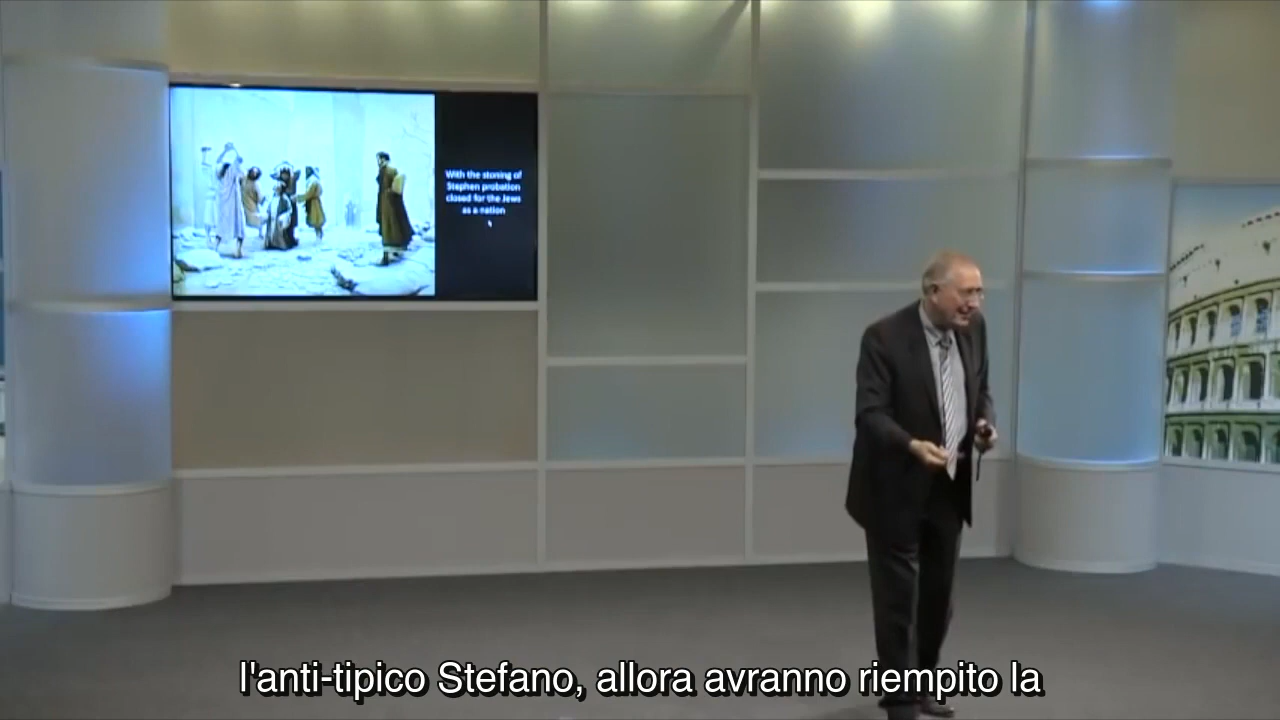 With the stoning of
Stephen probation
closed for the Jews
as a nation
l'anti-tipico Stefano, allora avranno riempito la